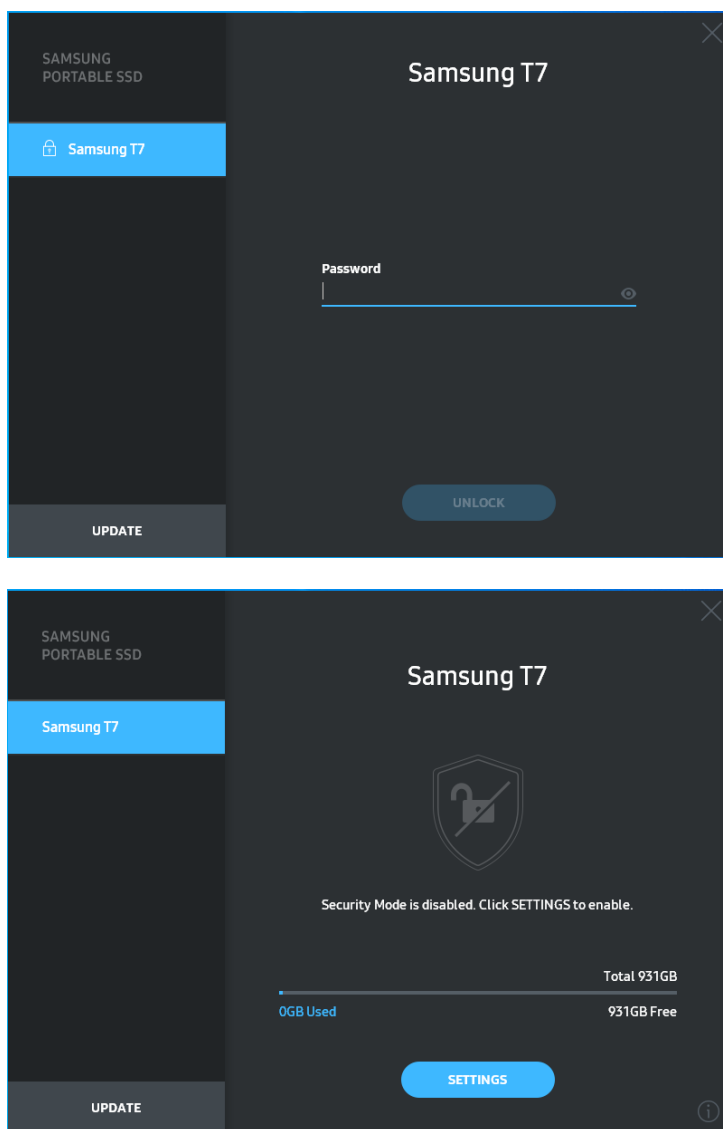 SAMSUNG
PORTABLE SSD
Samsung T7
Samsung T7
Password
UNLOCK
UPDATE
SAMSUNG
PORTABLE SSD
Samsung T7
Samsung T7
Security Mode is disabled. Click SETTINGS to enable.
Total 931GB
0GB Used
931GB Free
SETTINGS
UPDATE